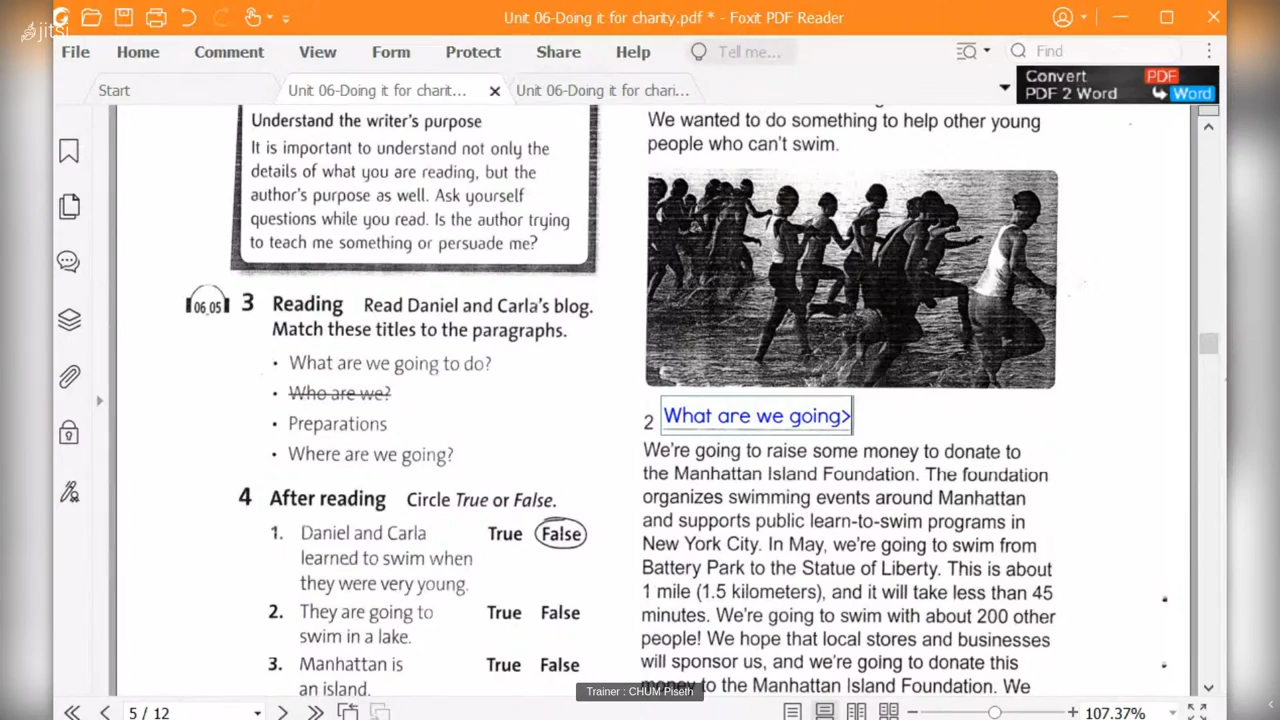 jitsi
Unit 06-Doing it for charity.pdf * - Foxit PDF Reader
File Home Comment View Form Protect Share Help Tell me... Find
Start Unit 06-Doing it for charit... Unit 06-Doing it for chari...
Convert PDF
PDF 2 Word Word
Understand the writer's purpose
It is important to understand not only the
details of what you are reading, but the
author's purpose as well. Ask yourself
questions while you read. Is the author trying
to teach me something or persuade me?
06.05 3 Reading Read Daniel and Carla's blog.
Match these titles to the paragraphs.
• What are we going to do?
• Who are we?
• Preparations
• Where are we going?
4 After reading Circle True or False.
1. Daniel and Carla True False
learned to swim when
they were very young.
2. They are going to True False
swim in a lake.
3. Manhattan is True False
an island.
We wanted to do something to help other young
people who can't swim.
2 What are we going>
We're going to raise some money to donate to
the Manhattan Island Foundation. The foundation
organizes swimming events around Manhattan
and supports public learn-to-swim programs in
New York City. In May, we're going to swim from
Battery Park to the Statue of Liberty. This is about
1 mile (1.5 kilometers), and it will take less than 45
minutes. We're going to swim with about 200 other
people! We hope that local stores and businesses
will sponsor us, and we're going to donate this
money to the Manhattan Island Foundation. We
Trainer : CHUM Piseth
5 / 12
107.37%